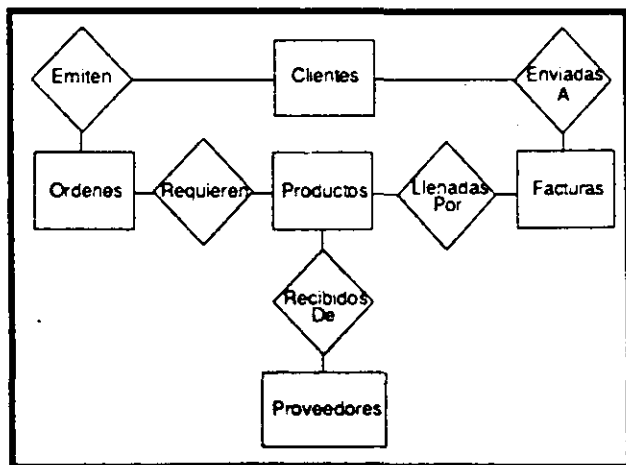 Emiten
Clientes
Enviadas
A
Ordenes
Requieren
Productos
Llenadas
Por
Facturas
Recibidos
De
Proveedores